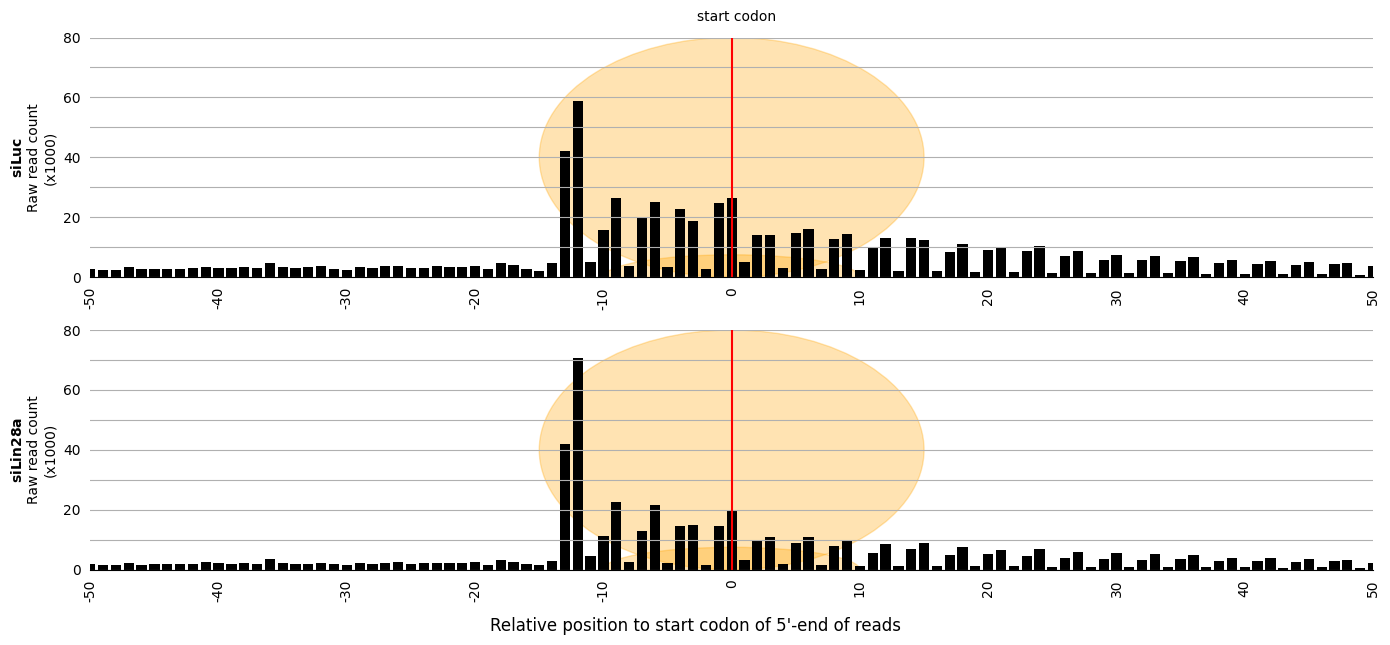 start codon
siLuc
Raw read count
(x1000)
80
60
40
20
0
-50 -40 -30 -20 -10 0 10 20 30 40 50
siLin28a
Raw read count
(x1000)
80
60
40
20
0
-50 -40 -30 -20 -10 0 10 20 30 40 50
Relative position to start codon of 5'-end of reads